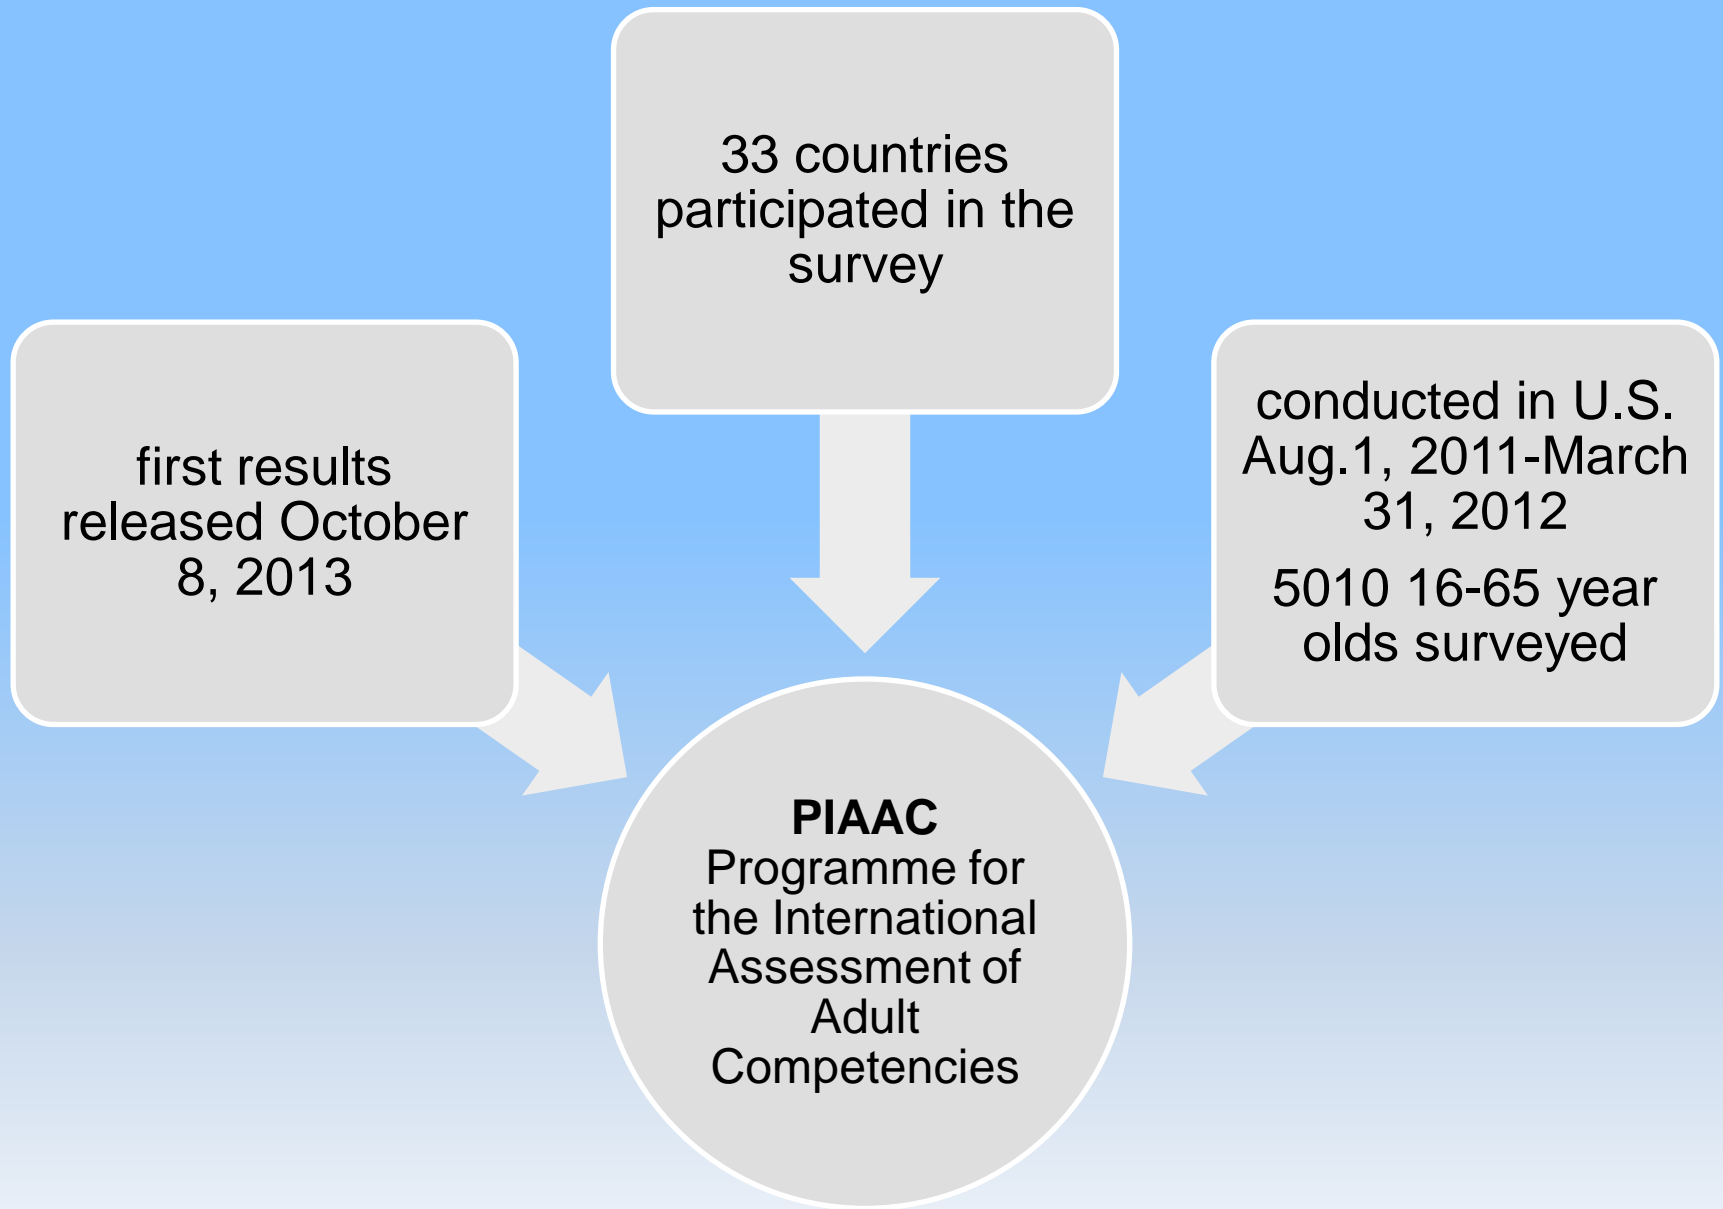 33 countries
participated in the
survey
first results
released October
8, 2013
conducted in U.S.
Aug.1, 2011-March
31, 2012
5010 16-65 year
olds surveyed
PIAAC
Programme for
the International
Assessment of
Adult
Competencies